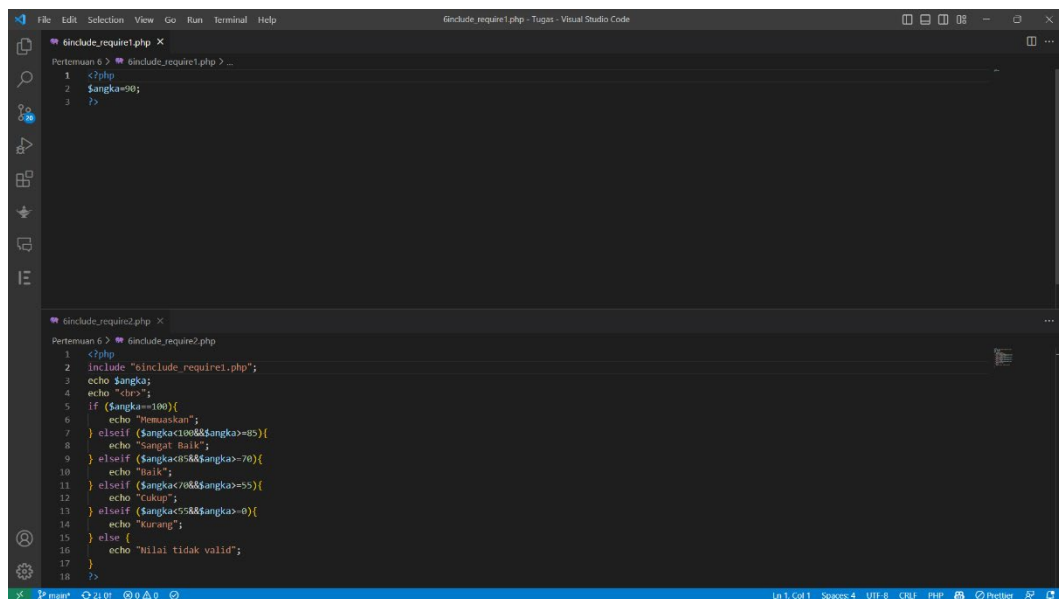 File Edit Selection View Go Run Terminal Help 6include_require1.php - Tugas - Visual Studio Code
6include_require1.php
Pertemuan 6 > 6include_require1.php > ...
1 <?php
2 $angka=90;
3 ?>
6include_require2.php
Pertemuan 6 > 6include_require2.php
1 <?php
2 include "6include_require1.php";
3 echo $angka;
4 echo "<br>";
5 if ($angka==100){
6 echo "Memuaskan";
7 } elseif ($angka<100&&$angka>=85){
8 echo "Sangat Baik";
9 } elseif ($angka<85&&$angka>=70){
10 echo "Baik";
11 } elseif ($angka<70&&$angka>=55){
12 echo "Cukup";
13 } elseif ($angka<55&&$angka>=0){
14 echo "Kurang";
15 } else {
16 echo "Nilai tidak valid";
17 }
18 ?>
main* 2↓ 0↑ 0 0 Ln 1, Col 1 Spaces: 4 UTF-8 CRLF PHP Prettier